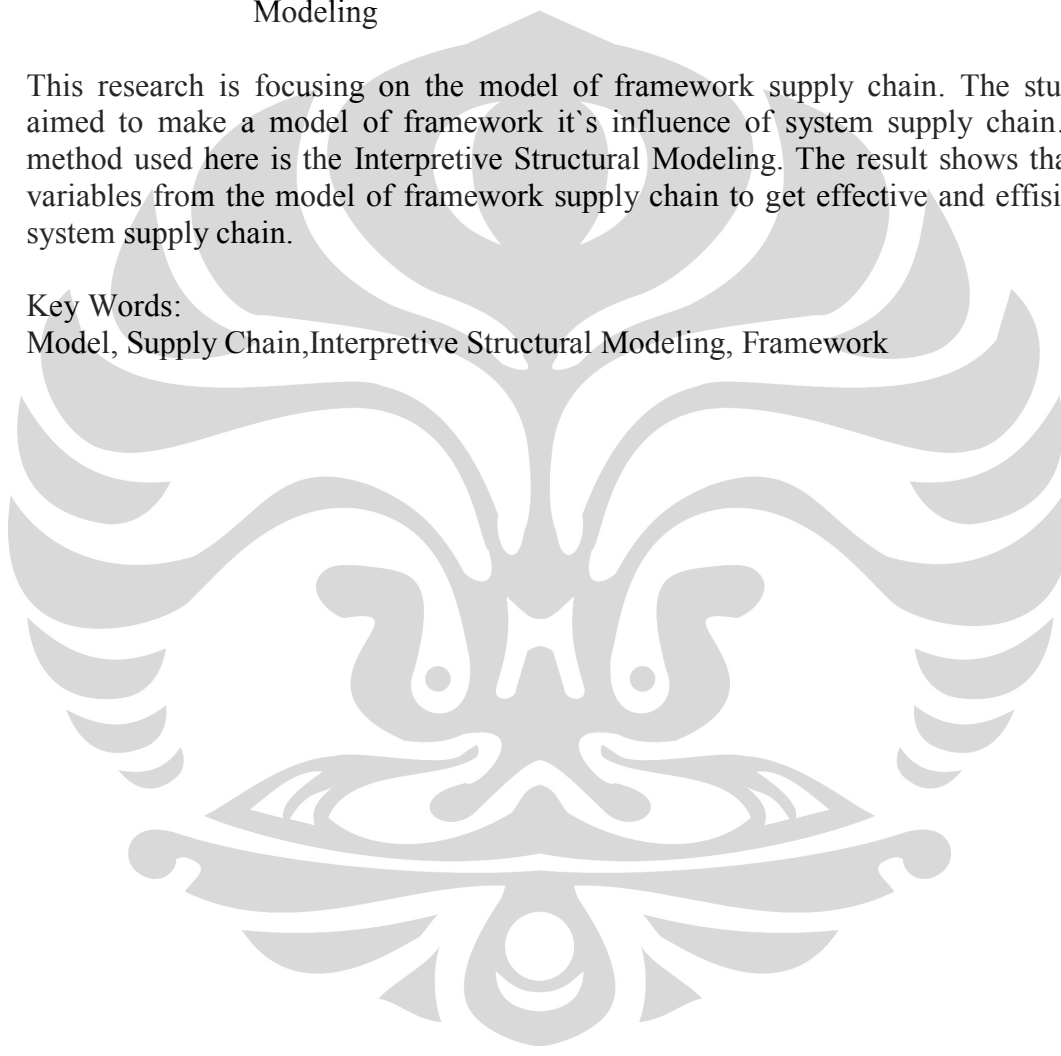 Modeling
This research is focusing on the model of framework supply chain. The stu
aimed to make a model of framework it`s influence of system supply chain.
method used here is the Interpretive Structural Modeling. The result shows tha
variables from the model of framework supply chain to get effective and effisi
system supply chain.
Key Words:
Model, Supply Chain,Interpretive Structural Modeling, Framework